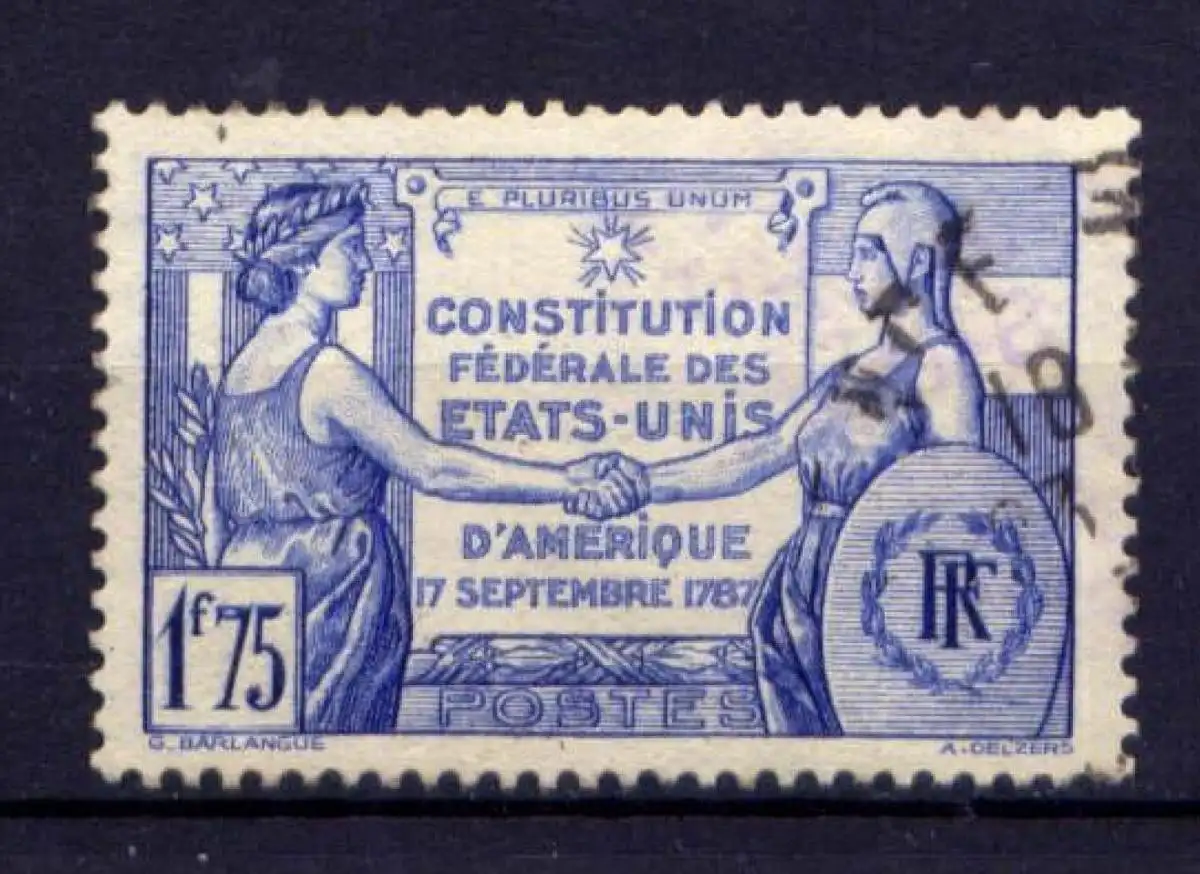 E PLURIBUS UNUM
CONSTITUTION
FÉDÉRALE DES
ETATS-UNIS
D'AMERIQUE
17 SEPTEMBRE 1787
1f75
RF
POSTES
G. BARLANGUE
A. DELZERS